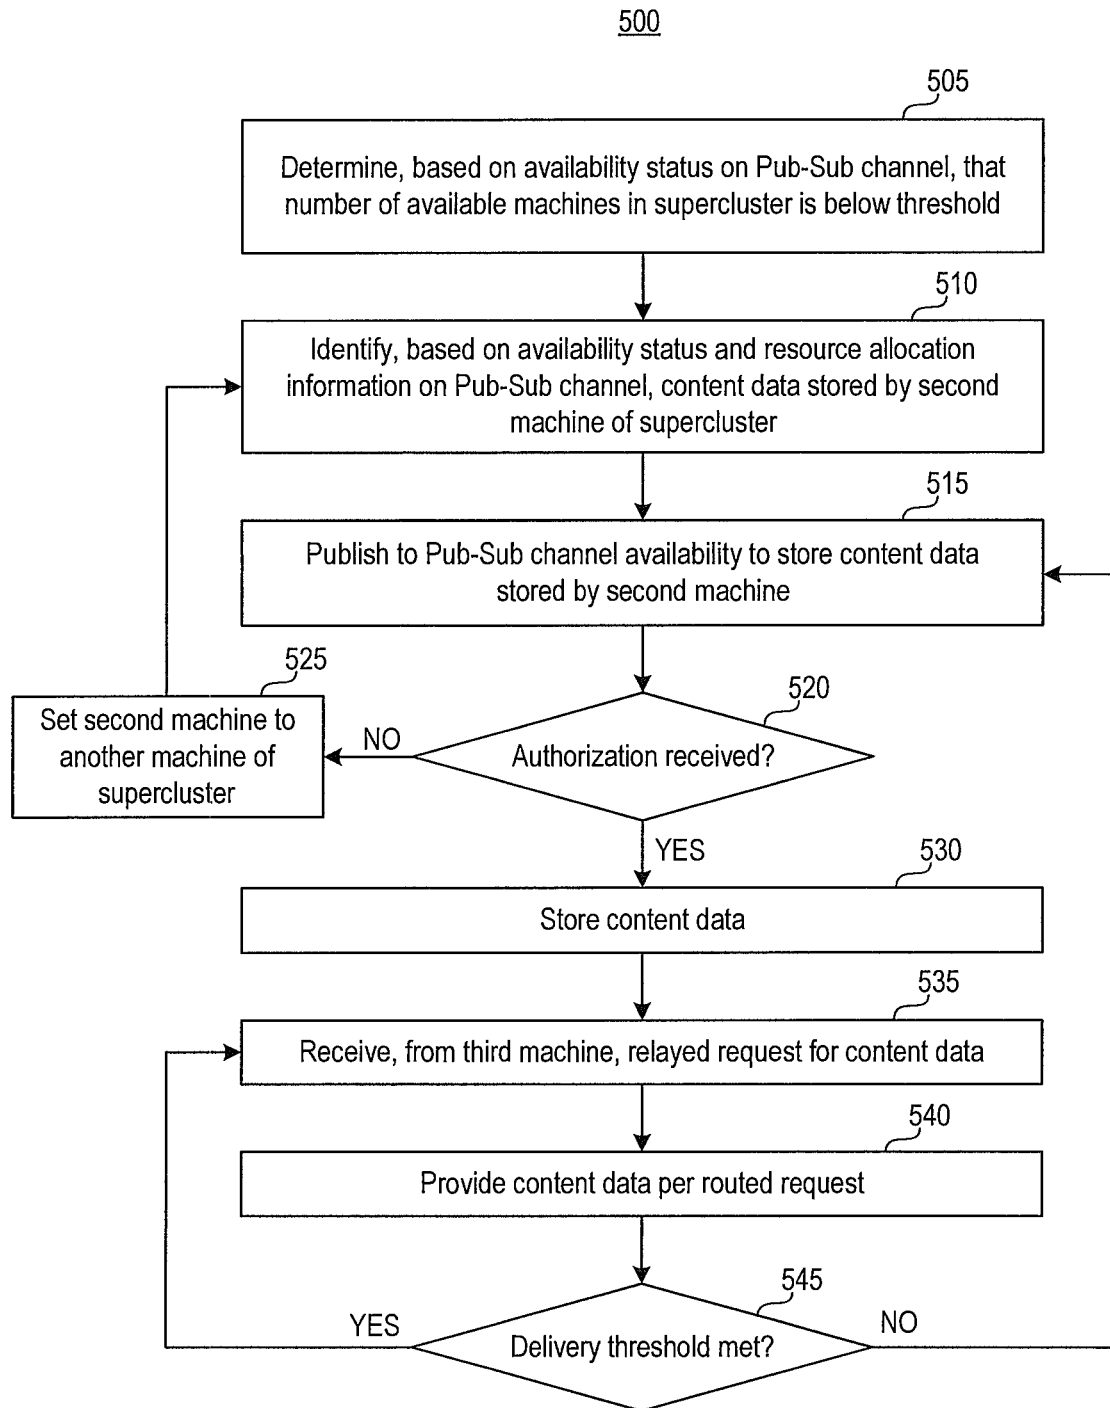 500
505
Determine, based on availability status on Pub-Sub channel, that
number of available machines in supercluster is below threshold
510
Identify, based on availability status and resource allocation
information on Pub-Sub channel, content data stored by second
machine of supercluster
515
Publish to Pub-Sub channel availability to store content data
stored by second machine
525
Set second machine to
another machine of
supercluster
NO
520
Authorization received?
YES
530
Store content data
535
Receive, from third machine, relayed request for content data
540
Provide content data per routed request
545
YES
Delivery threshold met?
NO